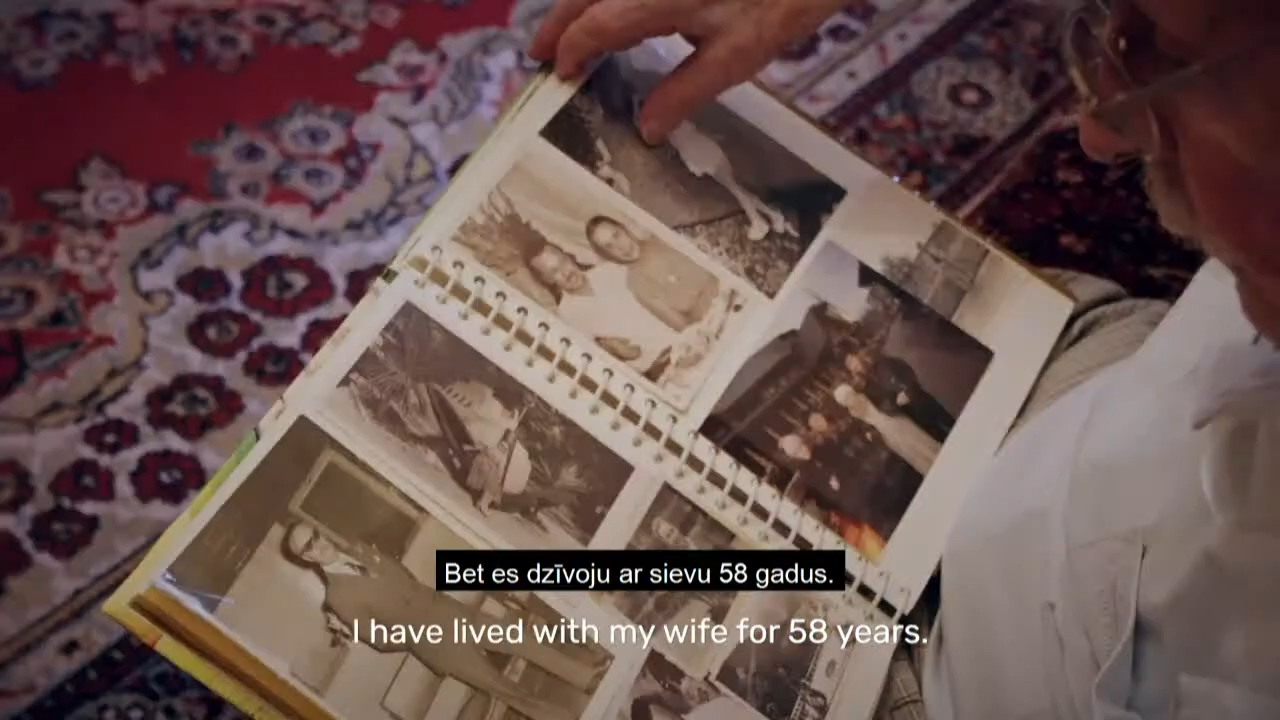 Bet es dzīvoju ar sievu 58 gadus.
I have lived with my wife for 58 years.